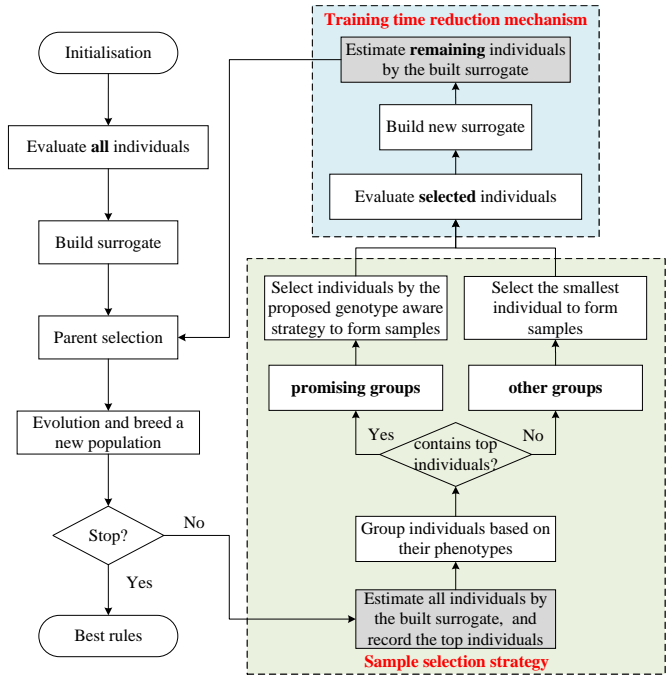 Initialisation
Evaluate all individuals
Build surrogate
Parent selection
Evolution and breed a
new population
Stop?
No
Yes
Best rules
Training time reduction mechanism
Estimate remaining individuals
by the built surrogate
Build new surrogate
Evaluate selected individuals
Select individuals by the
proposed genotype aware
strategy to form samples
Select the smallest
individual to form
samples
promising groups
other groups
Yes
contains top
individuals?
No
Group individuals based on
their phenotypes
Estimate all individuals by
the built surrogate,  and
record the top individuals
Sample selection strategy